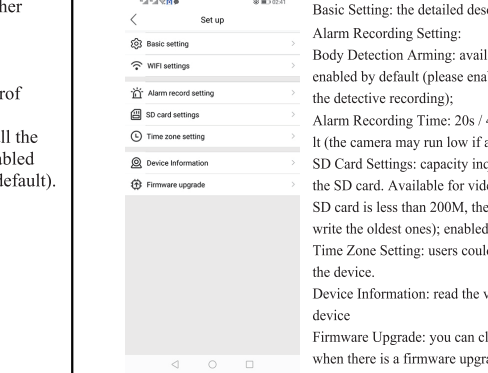 her
rof
ll the
abled
default).
02:41
Set up
Basic setting
WIFI settings
Alarm record setting
SD card settings
Time zone setting
Device Information
Firmware upgrade
Basic Setting: the detailed desc
Alarm Recording Setting:
Body Detection Arming: avail
enabled by default (please enab
the detective recording);
Alarm Recording Time: 20s / 4
lt (the camera may run low if a
SD Card Settings: capacity inq
the SD card. Available for vide
SD card is less than 200M, the
write the oldest ones); enabled
Time Zone Setting: users could
the device.
Device Information: read the v
device
Firmware Upgrade: you can cl
when there is a firmware upgra